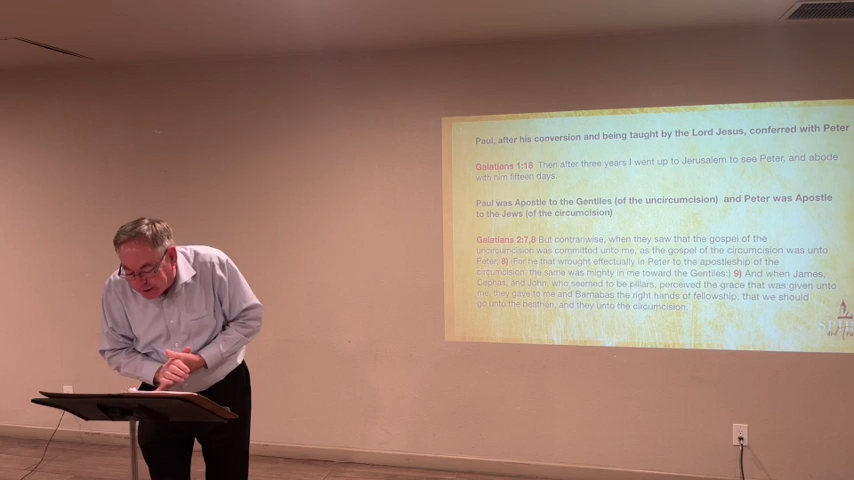 Paul, after his conversion and being taught by the Lord Jesus, conferred with Peter
Galatians 1:18 Then after three years I went up to Jerusalem to see Peter, and abode
with him fifteen days.
Paul was Apostle to the Gentiles (of the uncircumcision) and Peter was Apostle
to the Jews (of the circumcision)
Galatians 2:7,8 But contrariwise, when they saw that the gospel of the
uncircumcision was committed unto me, as the gospel of the circumcision was unto
Peter; 8) (For he that wrought effectually in Peter to the apostleship of the
circumcision, the same was mighty in me toward the Gentiles:) 9) And when James,
Cephas, and John, who seemed to be pillars, perceived the grace that was given unto
me, they gave to me and Barnabas the right hands of fellowship; that we should
go unto the heathen, and they unto the circumcision.